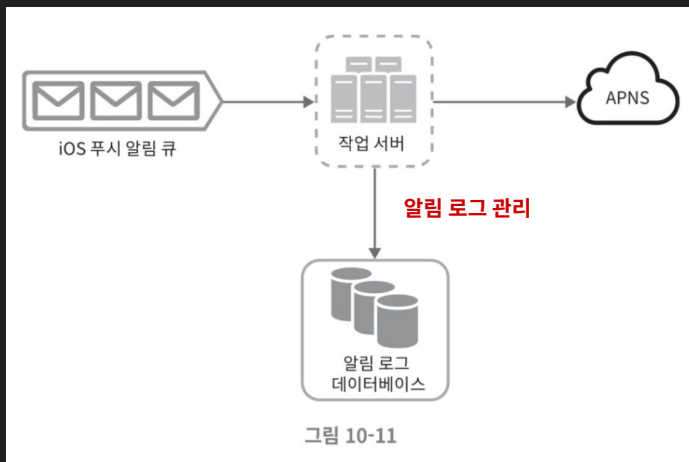 iOS 푸시 알림 큐
작업 서버
APNS
알림 로그 관리
알림 로그
데이터베이스
그림 10-11